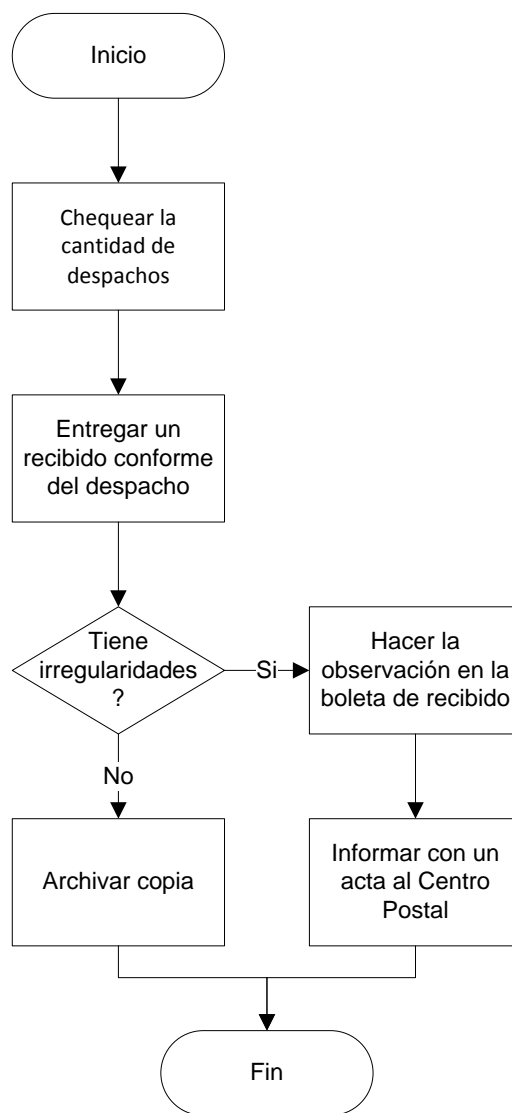 Inicio
Chequear la
cantidad de
despachos
Entregar un
recibido conforme
del despacho
Tiene
irregularidades
?
Si
Hacer la
observación en la
boleta de recibido
No
Archivar copia
Informar con un
acta al Centro
Postal
Fin